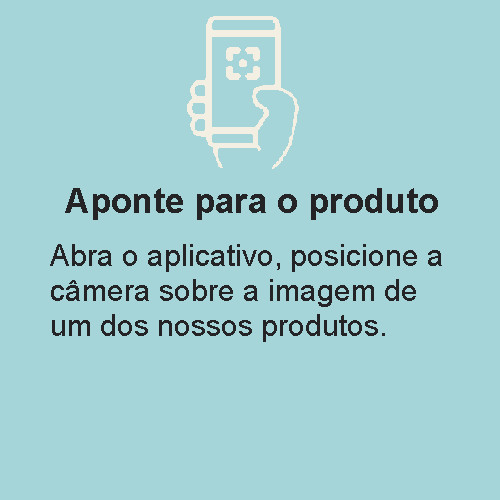 Aponte para o produto
Abra o aplicativo, posicione a
câmera sobre a imagem de
um dos nossos produtos.